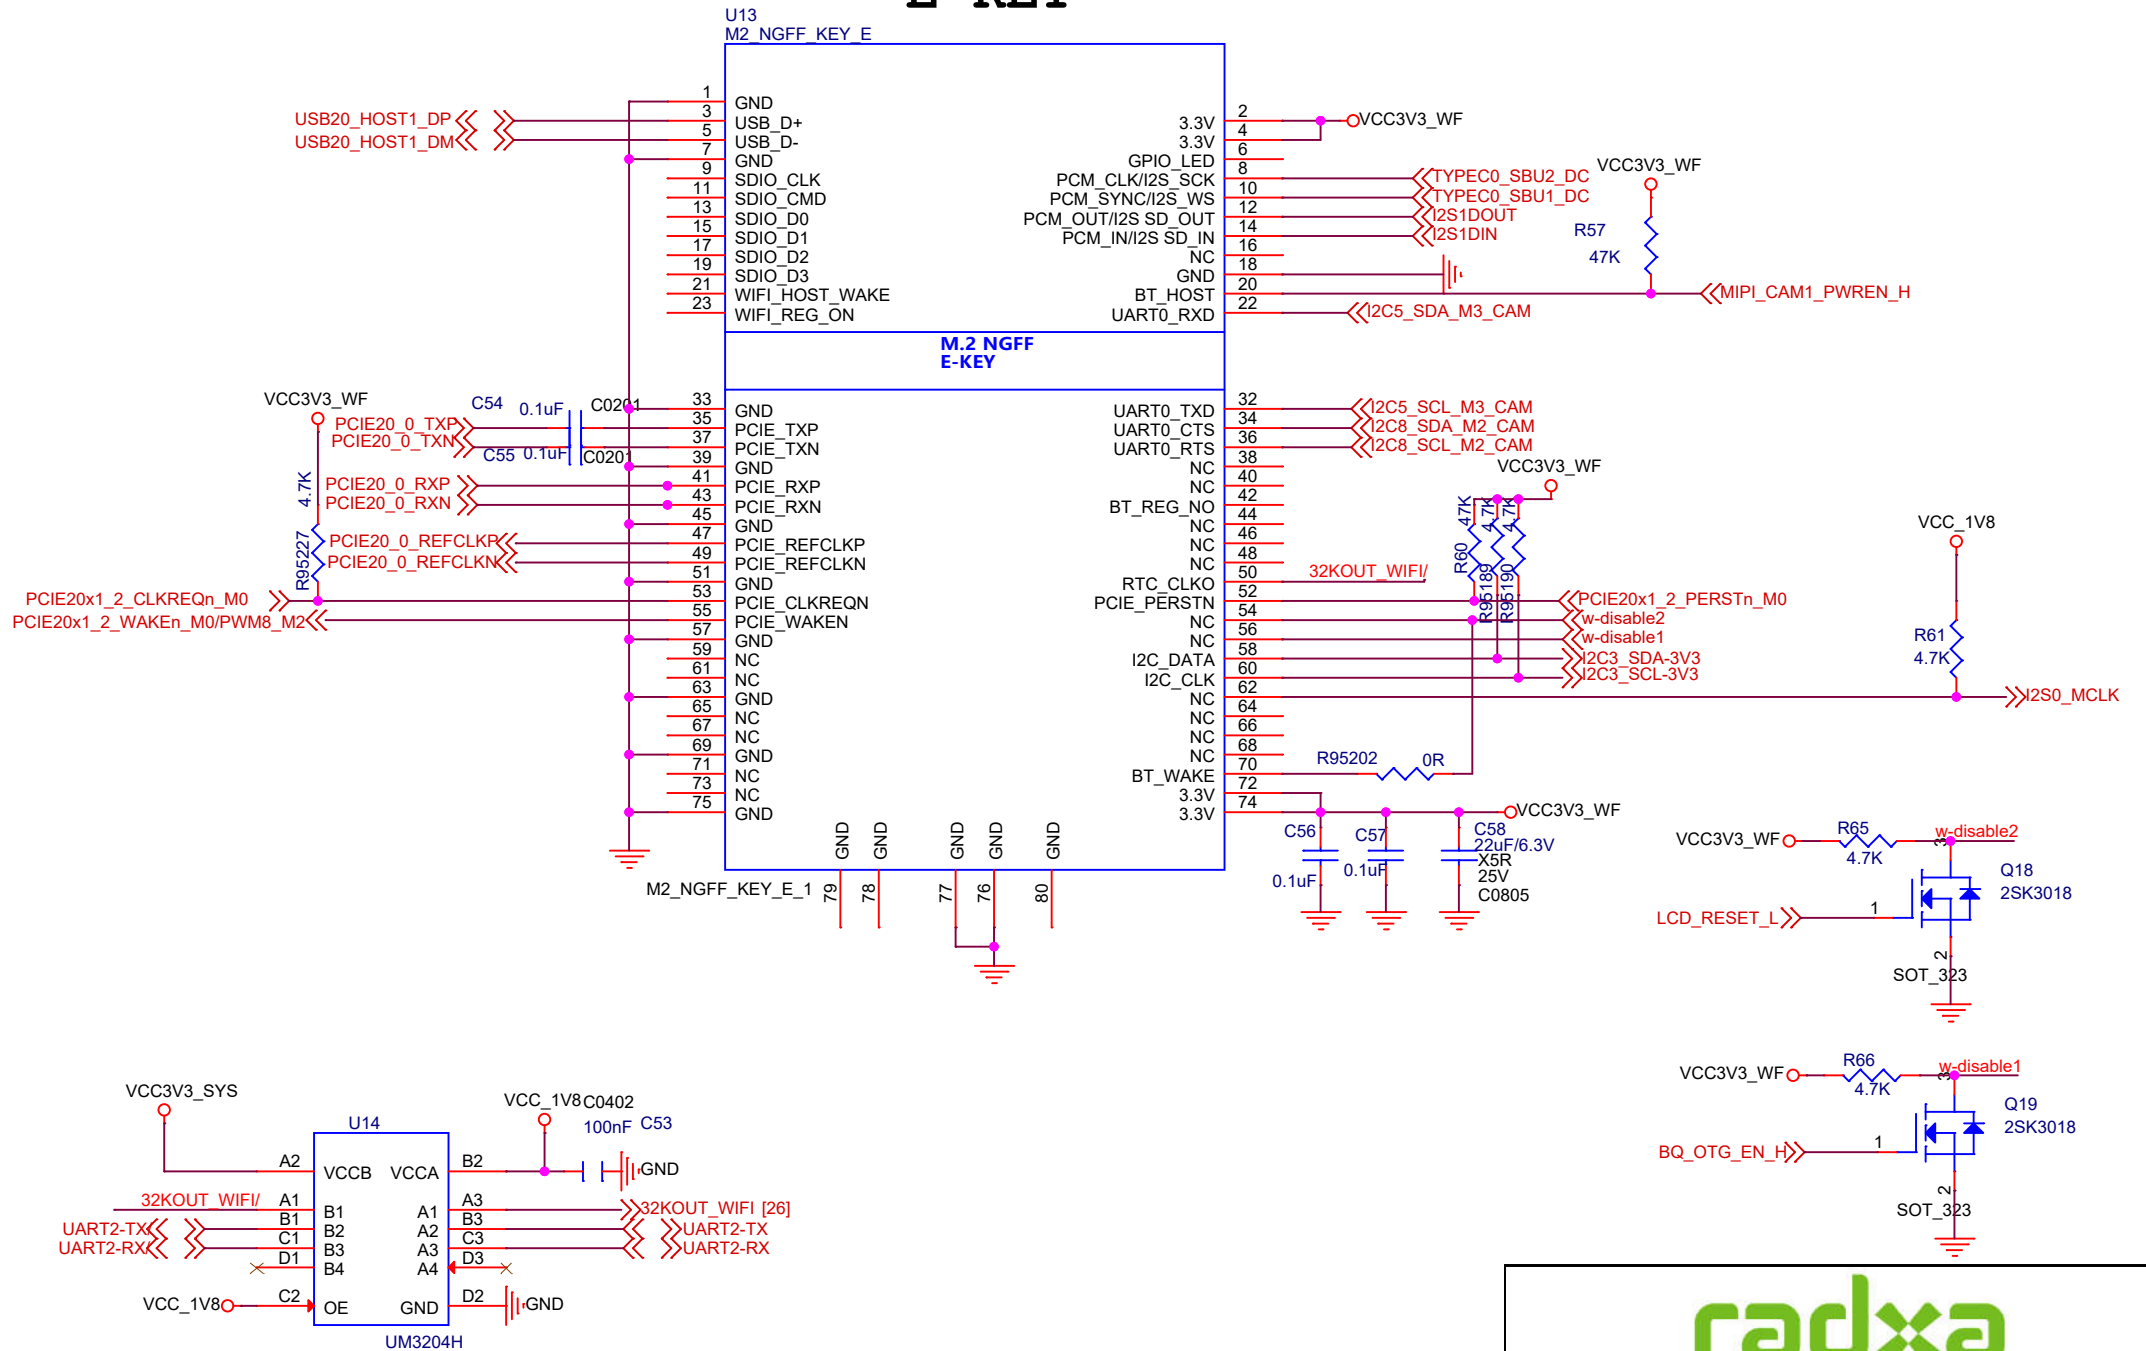 E-KEY
U13
M2_NGFF_KEY_E
1 GND
3 USB_D+
5 USB_D-
7 GND
9 SDIO_CLK
11 SDIO_CMD
13 SDIO_D0
15 SDIO_D1
17 SDIO_D2
19 SDIO_D3
21 WIFI_HOST_WAKE
23 WIFI_REG_ON
USB20_HOST1_DP
USB20_HOST1_DM
3.3V 2 VCC3V3_WF
3.3V 4
GPIO_LED 6
PCM_CLK/I2S_SCK 8 TYPEC0_SBU2_DC
PCM_SYNC/I2S_WS 10 TYPEC0_SBU1_DC
PCM_OUT/I2S SD_OUT 12 I2S1DOUT
PCM_IN/I2S SD_IN 14 I2S1DIN
NC 16
GND 18
BT_HOST 20 MIPI_CAM1_PWREN_H
UART0_RXD 22 I2C5_SDA_M3_CAM
VCC3V3_WF
R57
47K
M.2 NGFF
E-KEY
VCC3V3_WF
4.7K
R95227
C54 0.1uF C0201
C55 0.1uF C0201
PCIE20_0_TXP
PCIE20_0_TXN
PCIE20_0_RXP
PCIE20_0_RXN
PCIE20_0_REFCLKP
PCIE20_0_REFCLKN
PCIE20x1_2_CLKREQn_M0
PCIE20x1_2_WAKEn_M0/PWM8_M2
33 GND
35 PCIE_TXP
37 PCIE_TXN
39 GND
41 PCIE_RXP
43 PCIE_RXN
45 GND
47 PCIE_REFCLKP
49 PCIE_REFCLKN
51 GND
53 PCIE_CLKREQN
55 PCIE_WAKEN
57 GND
59 NC
61 NC
63 GND
65 NC
67 NC
69 GND
71 NC
73 NC
75 GND
UART0_TXD 32 I2C5_SCL_M3_CAM
UART0_CTS 34 I2C8_SDA_M2_CAM
UART0_RTS 36 I2C8_SCL_M2_CAM
NC 38
NC 40
BT_REG_NO 42
NC 44
NC 46
NC 48
RTC_CLKO 50 32KOUT_WIFI/
PCIE_PERSTN 52 PCIE20x1_2_PERSTn_M0
NC 54 w-disable2
NC 56 w-disable1
I2C_DATA 58 I2C3_SDA-3V3
I2C_CLK 60 I2C3_SCL-3V3
NC 62 I2S0_MCLK
NC 64
NC 66
NC 68
BT_WAKE 70
3.3V 72
3.3V 74 VCC3V3_WF
VCC3V3_WF
R60 47K
R95189 4.7K
R95190 4.7K
VCC_1V8
R61
4.7K
R95202 0R
C56
0.1uF
C57
0.1uF
C58
22uF/6.3V
X5R
25V
C0805
GND GND GND GND GND
79 78 77 76 80
M2_NGFF_KEY_E_1
VCC3V3_WF R65 4.7K w-disable2
3
Q18
2SK3018
LCD_RESET_L 1
2
SOT_323
VCC3V3_WF R66 4.7K w-disable1
3
Q19
2SK3018
BQ_OTG_EN_H 1
2
SOT_323
VCC3V3_SYS
U14
VCC_1V8 C0402
100nF C53
A2 VCCB VCCA B2 GND
32KOUT_WIFI/ A1 B1 A1 A3 32KOUT_WIFI [26]
UART2-TX/ B1 B2 A2 B3 UART2-TX
UART2-RX/ C1 B3 A3 C3 UART2-RX
D1 B4 A4 D3
VCC_1V8 C2 OE GND D2 GND
UM3204H
radxa